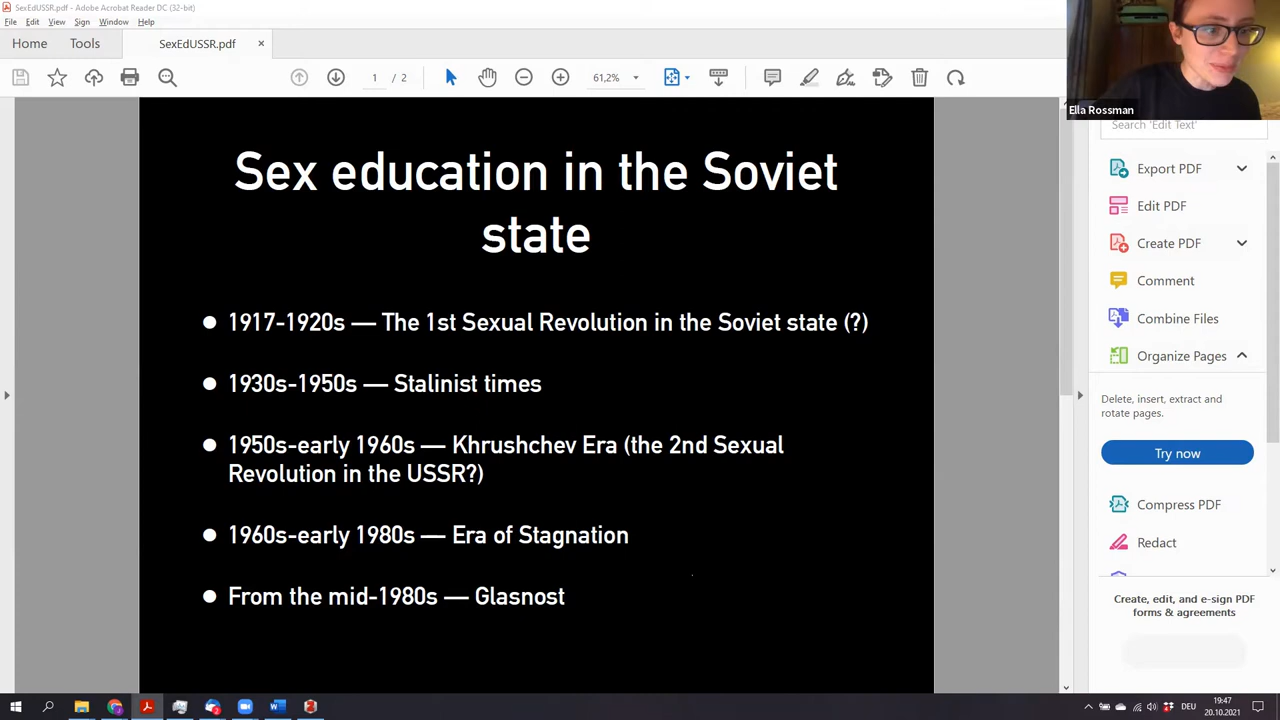 SexEdUSSR.pdf - Adobe Acrobat Reader DC (32-bit)
File Edit View Sign Window Help
Home Tools SexEdUSSR.pdf ×
1 / 2 61,2%
Ella Rossman
Search 'Edit Text'
Sex education in the Soviet
state
● 1917-1920s — The 1st Sexual Revolution in the Soviet state (?)
● 1930s-1950s — Stalinist times
● 1950s-early 1960s — Khrushchev Era (the 2nd Sexual
Revolution in the USSR?)
● 1960s-early 1980s — Era of Stagnation
● From the mid-1980s — Glasnost
Export PDF
Edit PDF
Create PDF
Comment
Combine Files
Organize Pages
Delete, insert, extract and
rotate pages.
Try now
Compress PDF
Redact
Create, edit, and e-sign PDF
forms & agreements
DEU
19:47
20.10.2021